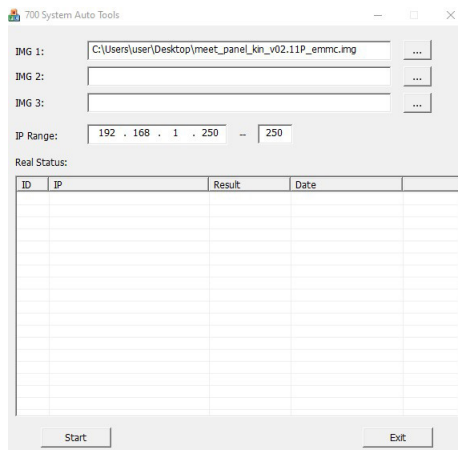 700 System Auto Tools
IMG 1: C:\Users\user\Desktop\meet_panel_kin_v02.11P_emmc.img ...
IMG 2: ...
IMG 3: ...
IP Range: 192 . 168 . 1 . 250 -- 250
Real Status:
ID IP Result Date
Start Exit